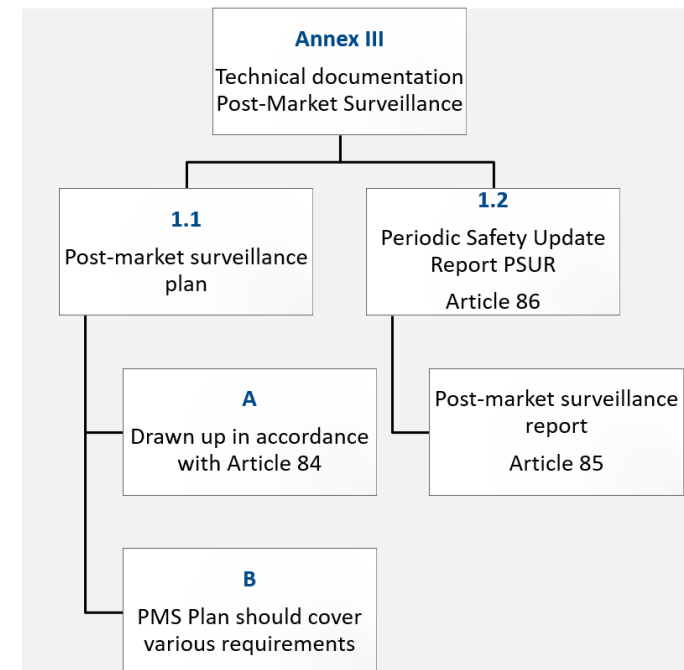 Annex III
Technical documentation
Post-Market Surveillance
1.1
Post-market surveillance
plan
1.2
Periodic Safety Update
Report PSUR
Article 86
A
Drawn up in accordance
with Article 84
Post-market surveillance
report
Article 85
B
PMS Plan should cover
various requirements